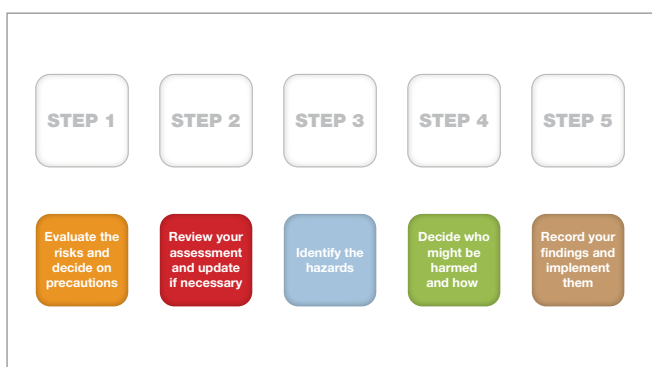 STEP 1
STEP 2
STEP 3
STEP 4
STEP 5
Evaluate the
risks and
decide on
precautions
Review your
assessment
and update
if necessary
Identify the
hazards
Decide who
might be
harmed
and how
Record your
findings and
implement
them